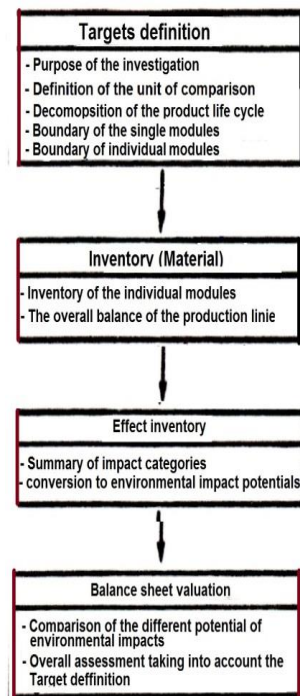 Targets definition
- Purpose of the investigation
- Definition of the unit of comparison
- Decomopsition of the product life cycle
- Boundary of the single modules
- Boundary of individual modules
Inventory (Material)
- Inventory of the individual modules
- The overall balance of the production linie
Effect inventory
- Summary of impact categories
- conversion to environmental impact potentials
Balance sheet valuation
- Comparison of the different potential of
environmental impacts
- Overall assessment taking into account the
Target deffinition